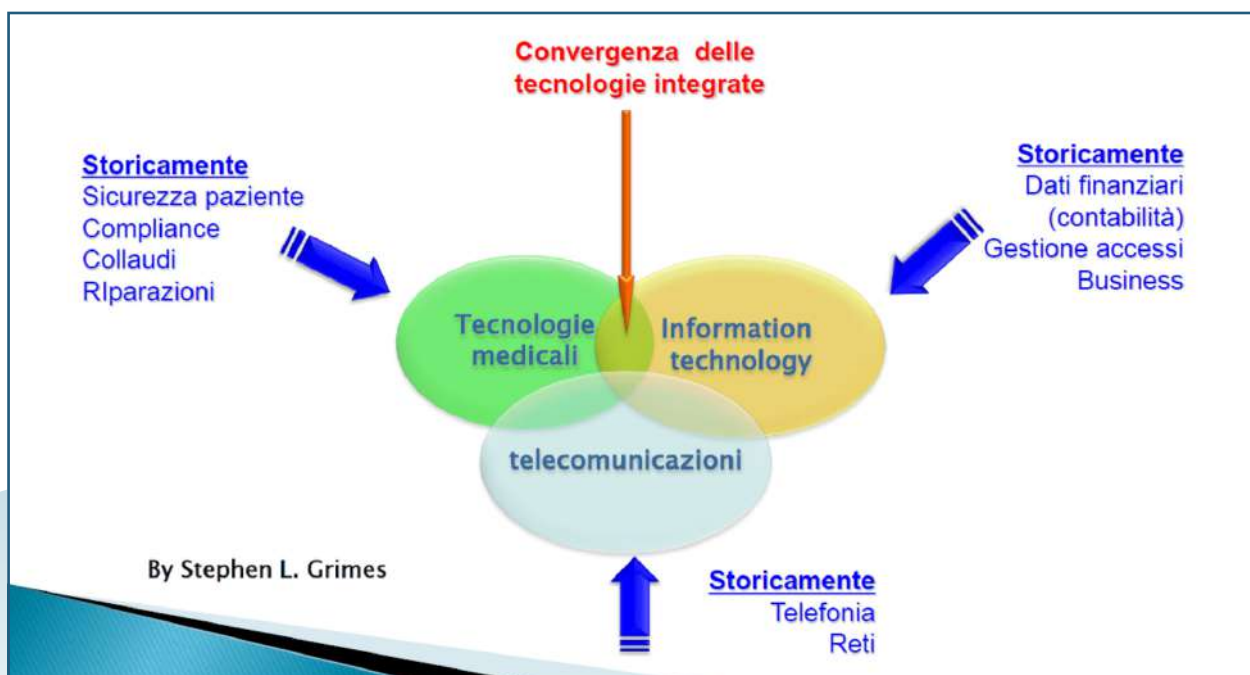 Convergenza delle
tecnologie integrate
Storicamente
Sicurezza paziente
Compliance
Collaudi
RIparazioni
Storicamente
Dati finanziari
(contabilità)
Gestione accessi
Business
Tecnologie
medicali
Information
technology
telecomunicazioni
By Stephen L. Grimes
Storicamente
Telefonia
Reti